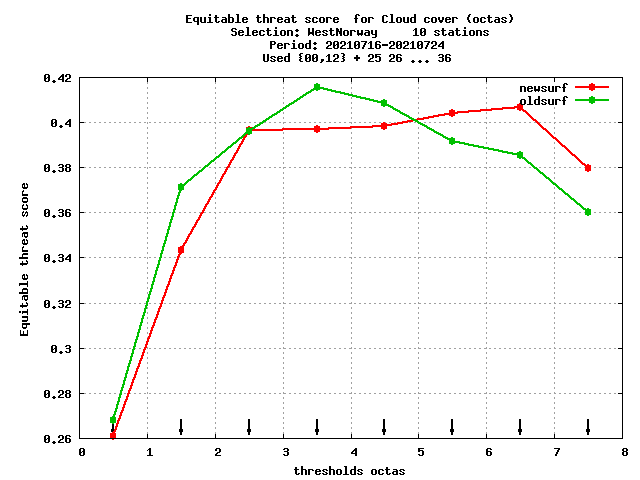 Equitable threat score  for Cloud cover (octas)
Selection: WestNorway     10 stations
Period: 20210716-20210724
Used {00,12} + 25 26 ... 36
newsurf
oldsurf
0.42
0.4
0.38
0.36
0.34
0.32
0.3
0.28
0.26
Equitable threat score
0 1 2 3 4 5 6 7 8
thresholds octas